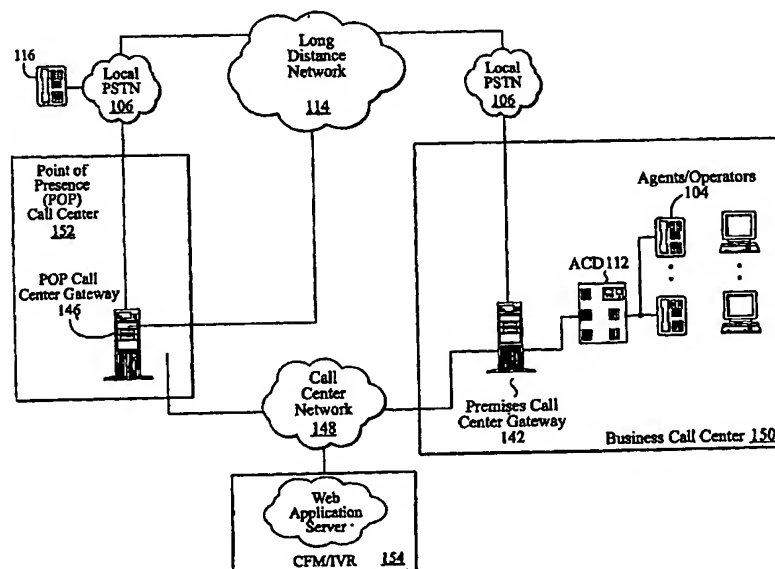 116
Local
PSTN
106
Long
Distance
Network
114
Local
PSTN
106
Point of
Presence
(POP)
Call Center
152
POP Call
Center Gateway
146
Agents/Operators
104
ACD 112
Call
Center
Network
148
Premises Call
Center Gateway
142
Business Call Center 150
Web
Application
Server
CFM/IVR 154